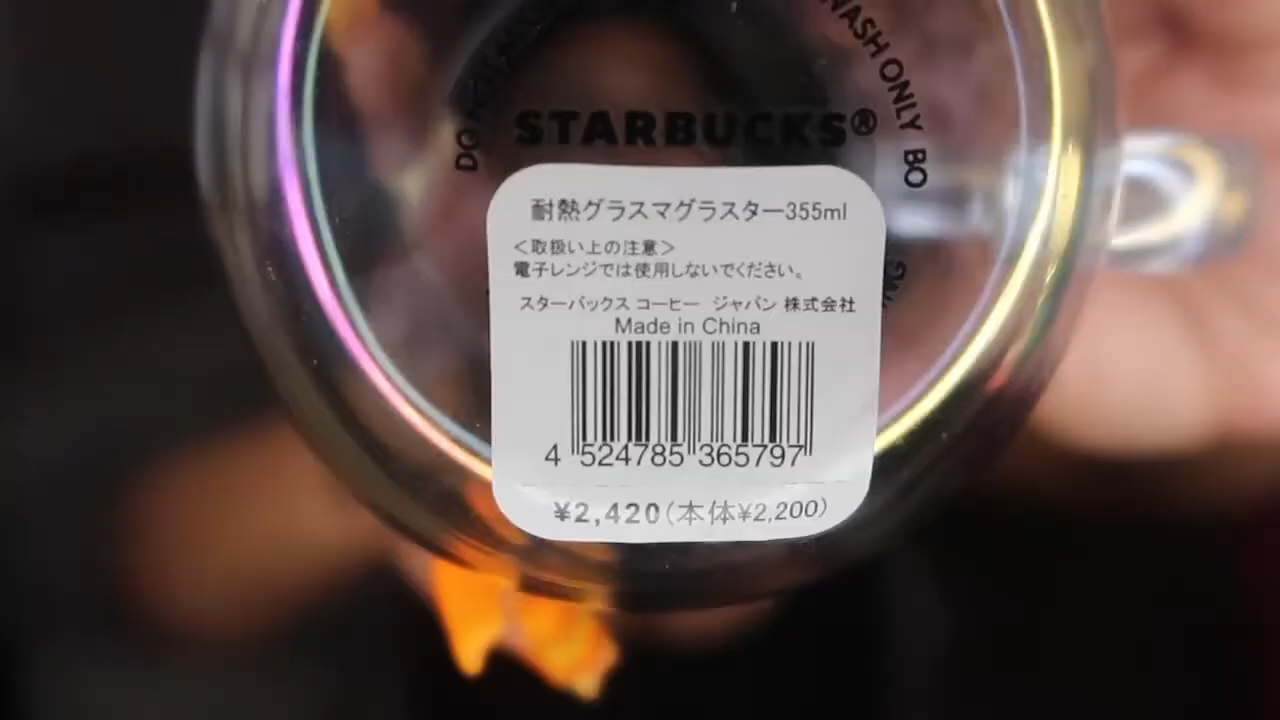 WASH ONLY BO
DO
STARBUCKS®
耐熱グラスマグラスター355ml
＜取扱い上の注意＞
電子レンジでは使用しないでください。
スターバックス コーヒー ジャパン 株式会社
Made in China
4 524785 365797
¥2,420(本体¥2,200)